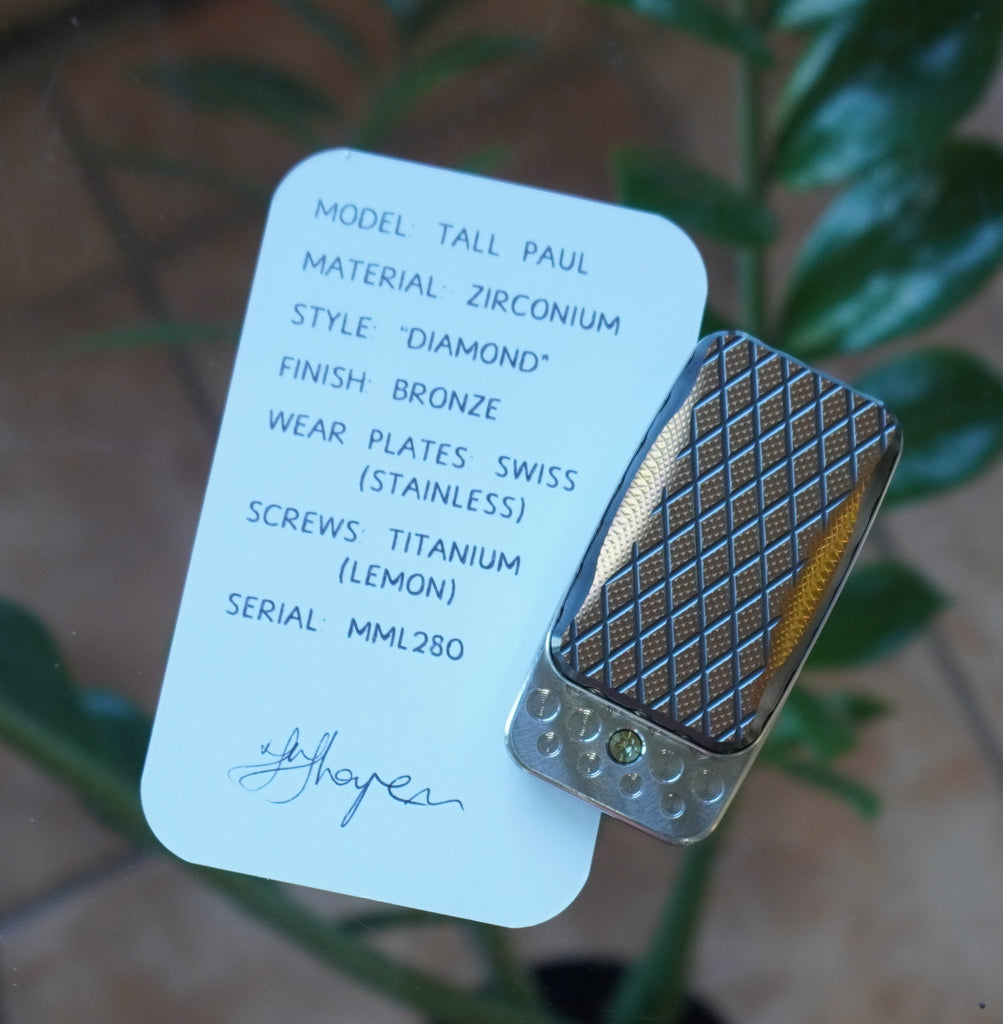 MODEL: TALL PAUL
MATERIAL: ZIRCONIUM
STYLE: "DIAMOND"
FINISH: BRONZE
WEAR PLATES: SWISS
(STAINLESS)
SCREWS: TITANIUM
(LEMON)
SERIAL: MML280